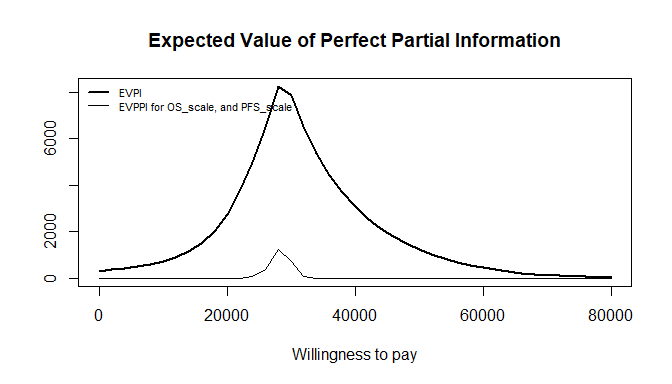 Expected Value of Perfect Partial Information
EVPI
EVPPI for OS_scale, and PFS_scale
6000
2000
0
0 20000 40000 60000 80000
Willingness to pay